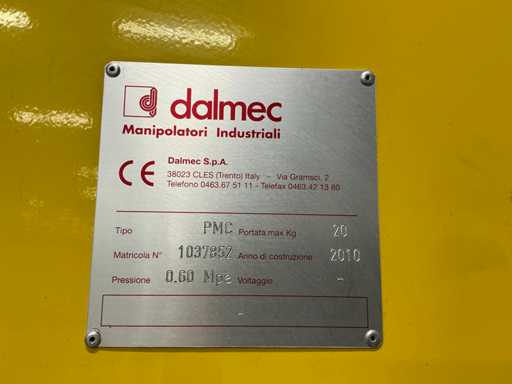 dalmec
Manipolatori Industriali
CE
Dalmec S.p.A.
38023 CLES (Trento) Italy - Via Gramsci, 2
Telefono 0463.67 51 11 - Telefax 0463.42 13 80
Tipo PMC Portata max Kg 20
Matricola N° 1037852 Anno di costruzione 2010
Pressione 0.60 Mpa Voltaggio -
-